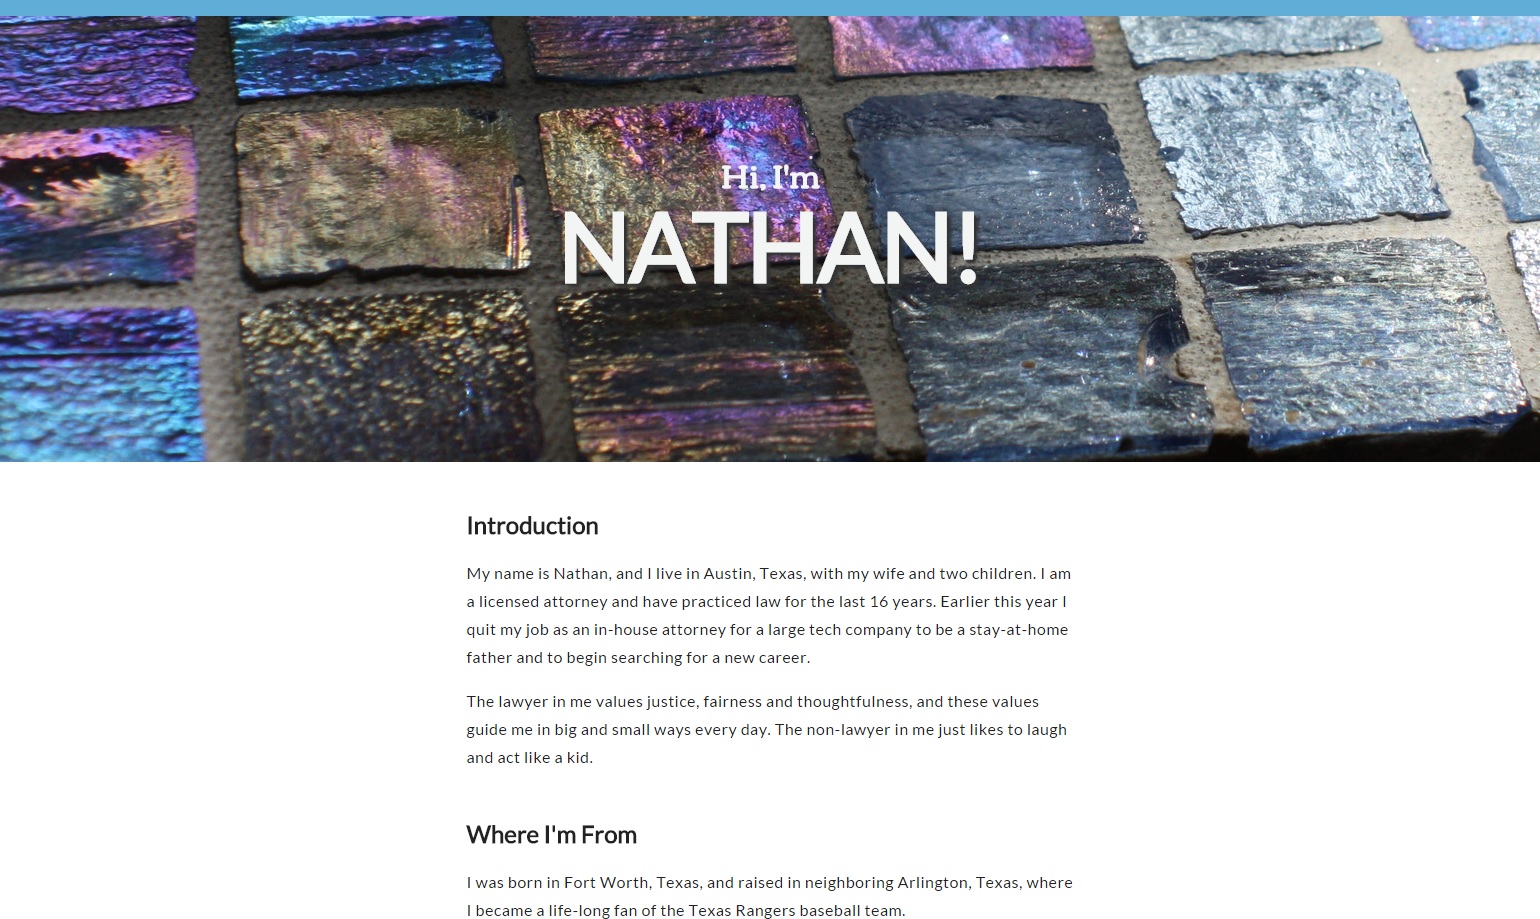 Hi, I'm
NATHAN!
Introduction
My name is Nathan, and I live in Austin, Texas, with my wife and two children. I am
a licensed attorney and have practiced law for the last 16 years. Earlier this year I
quit my job as an in-house attorney for a large tech company to be a stay-at-home
father and to begin searching for a new career.
The lawyer in me values justice, fairness and thoughtfulness, and these values
guide me in big and small ways every day. The non-lawyer in me just likes to laugh
and act like a kid.
Where I'm From
I was born in Fort Worth, Texas, and raised in neighboring Arlington, Texas, where
I became a life-long fan of the Texas Rangers baseball team.